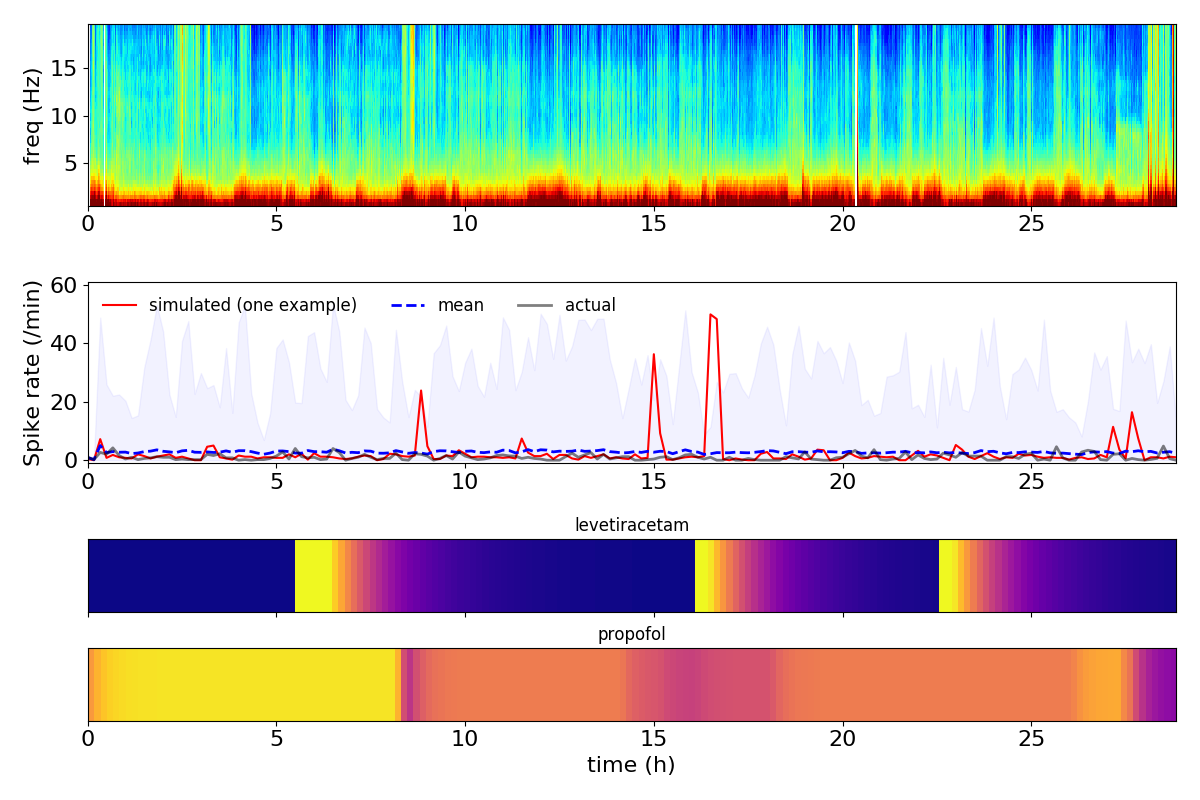 freq (Hz)
15
10
5
0 5 10 15 20 25
Spike rate (/min)
60
40
20
0
simulated (one example) mean actual
0 5 10 15 20 25
levetiracetam
propofol
0 5 10 15 20 25
time (h)